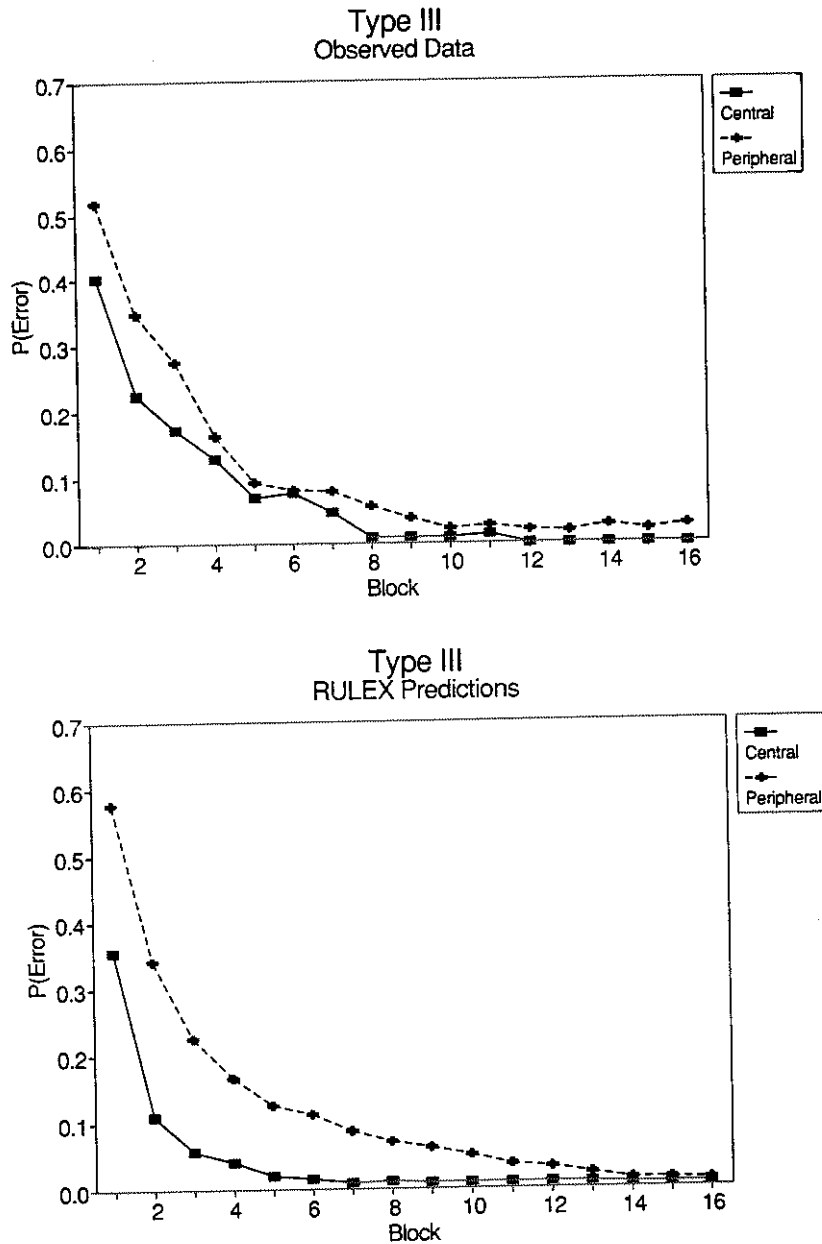 Type III
Observed Data
0.7
0.6
0.5
0.4
0.3
0.2
0.1
0.0
P(Error)
2 4 6 8 10 12 14 16
Block
Central
Peripheral
Type III
RULEX Predictions
0.7
0.6
0.5
0.4
0.3
0.2
0.1
0.0
P(Error)
2 4 6 8 10 12 14 16
Block
Central
Peripheral